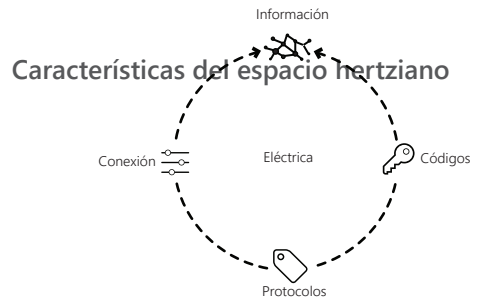 Información
Características del espacio hertziano
Conexión
Eléctrica
Códigos
Protocolos